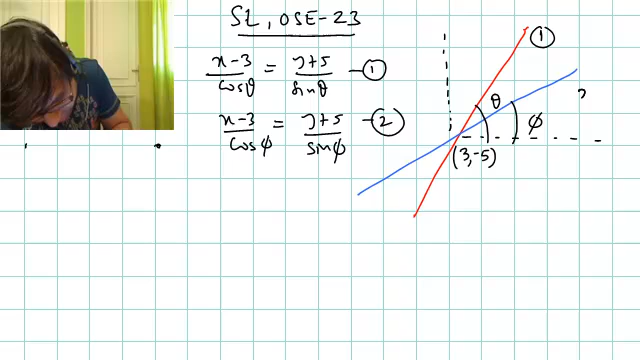 SL, OSE-23
x-3/cosθ = y+5/sinθ —①
x-3/cosϕ = y+5/sinϕ —②
①
θ
ϕ
(3,-5)